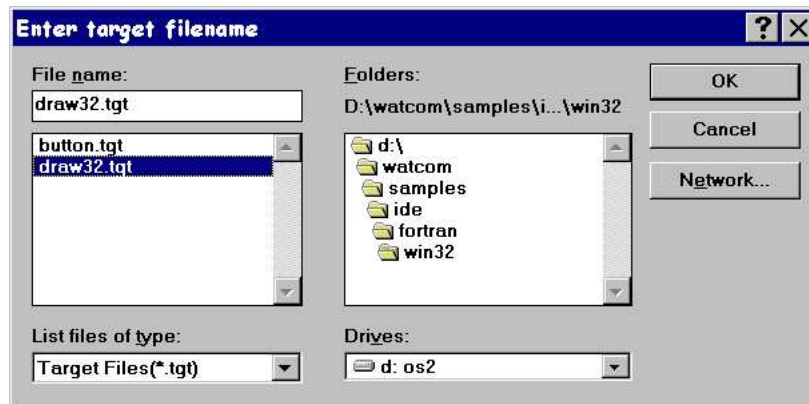 Enter target filename
File name:
draw32.tgt
button.tgt
draw32.tgt
List files of type:
Target Files(*.tgt)
Folders:
D:\watcom\samples\i...\win32
d:\
watcom
samples
ide
fortran
win32
Drives:
d: os2
OK
Cancel
Network...